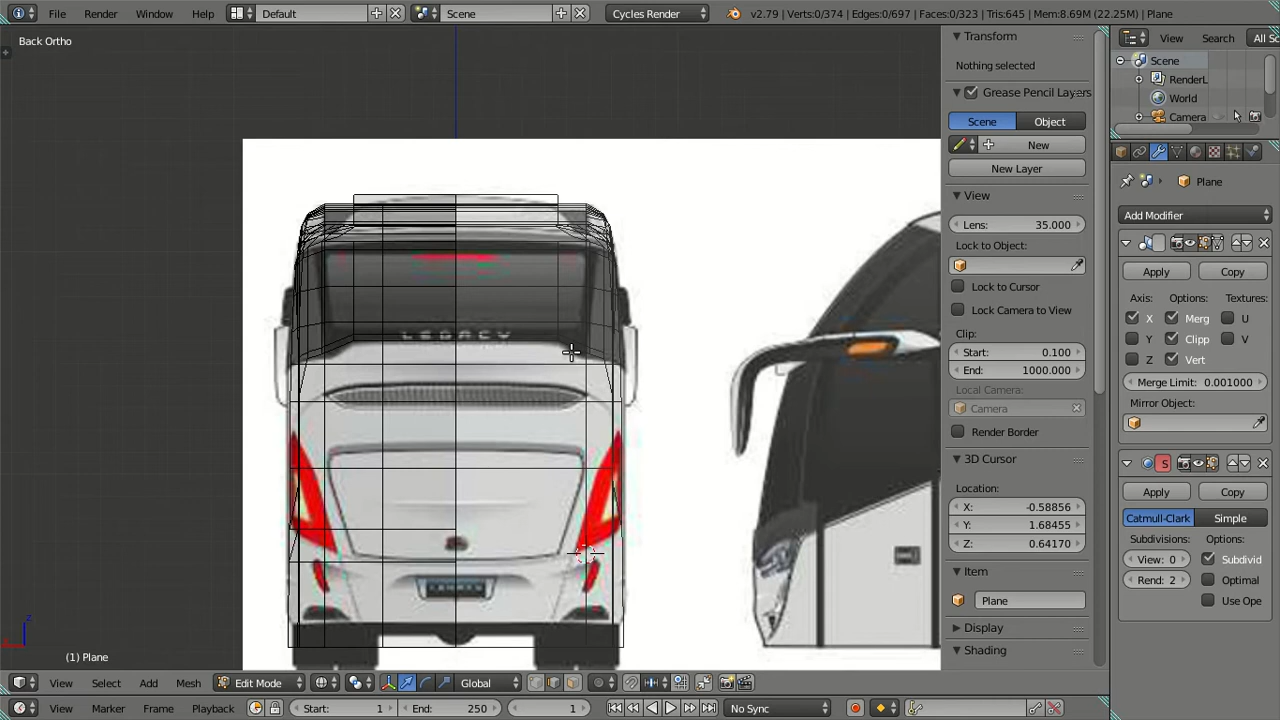 File Render Window Help Default Scene Cycles Render v2.79 | Verts:0/374 | Edges:0/697 | Faces:0/323 | Tris:645 | Mem:8.69M (22.25M) | Plane
Back Ortho
LEGACY
LEGACY
(1) Plane
Transform
Nothing selected
Grease Pencil Layers
Scene Object
New
New Layer
View
Lens: 35.000
Lock to Object:
Lock to Cursor
Lock Camera to View
Clip:
Start: 0.100
End: 1000.000
Local Camera:
Camera
Render Border
3D Cursor
Location:
X: -0.58856
Y: 1.68455
Z: 0.64170
Item
Plane
Display
Shading
View Search All Sc
Scene
RenderL
World
Camera
Plane
Add Modifier
Apply Copy
Axis: Options: Textures:
X Merg U
Y Clipp V
Z Vert
Merge Limit: 0.001000
Mirror Object:
S
Apply Copy
Catmull-Clark Simple
Subdivisions: Options:
View: 0 Subdivid
Rend: 2 Optimal
Use Ope
z
View Select Add Mesh Edit Mode Global
View Marker Frame Playback Start: 1 End: 250 1 No Sync